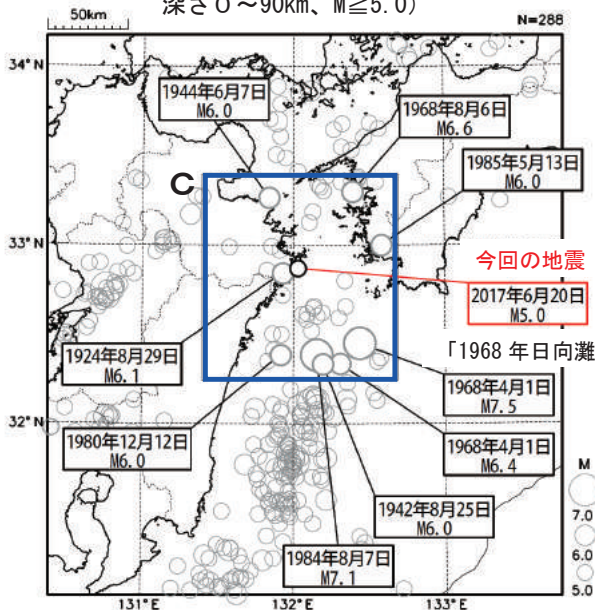 深さ0～90km、M≧5.0)
50km
N=288
34°N
1944年6月7日
M6.0
1968年8月6日
M6.6
C
1985年5月13日
M6.0
33°N
今回の地震
2017年6月20日
M5.0
1924年8月29日
M6.1
「1968 年日向灘
1968年4月1日
M7.5
32°N
1980年12月12日
M6.0
1968年4月1日
M6.4
M
1942年8月25日
M6.0
7.0
1984年8月7日
M7.1
6.0
5.0
131°E
132°E
133°E